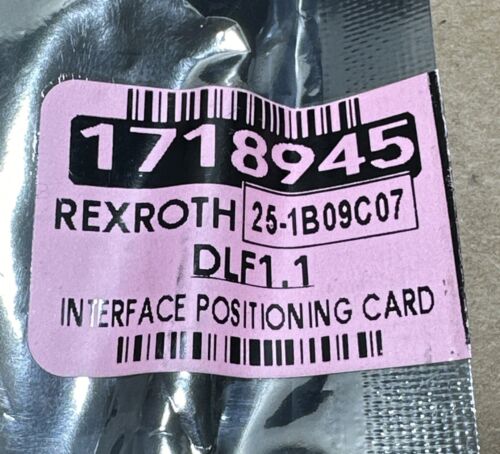 1718945
REXROTH 25-1B09C07
DLF1.1
INTERFACE POSITIONING CARD